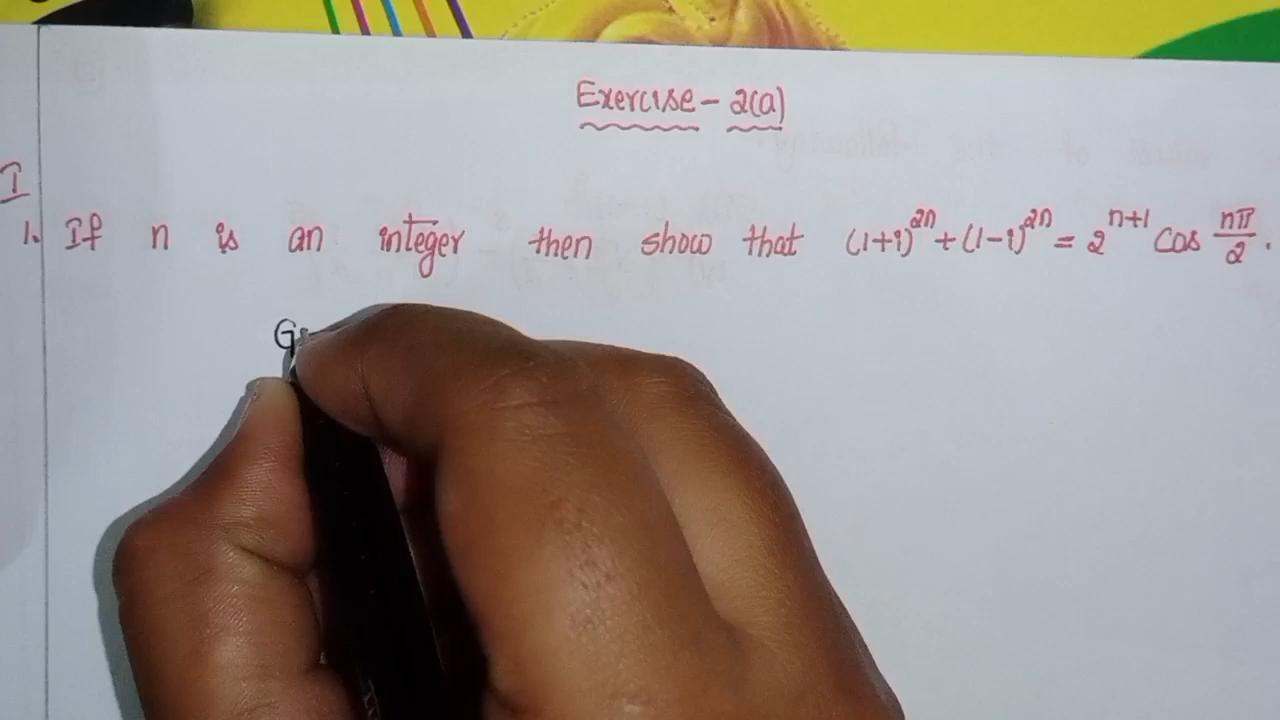 Exercise - 2(a)
I
1. If n is an integer then show that (1+i)^2n + (1-i)^2n = 2^n+1 Cos nπ/2.
G